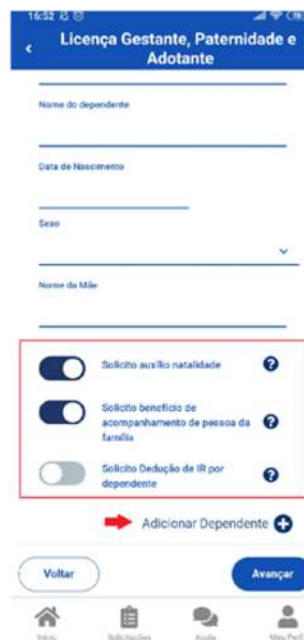 16:52
Licença Gestante, Paternidade e
Adotante
Nome do dependente
Data de Nascimento
Sexo
Nome da Mãe
Solicito auxílio natalidade
Solicito benefício de
acompanhamento de pessoa da
família
Solicito Dedução de IR por
dependente
Adicionar Dependente
Voltar
Avançar
Início
Solicitações
Ajuda
Meu Perfil